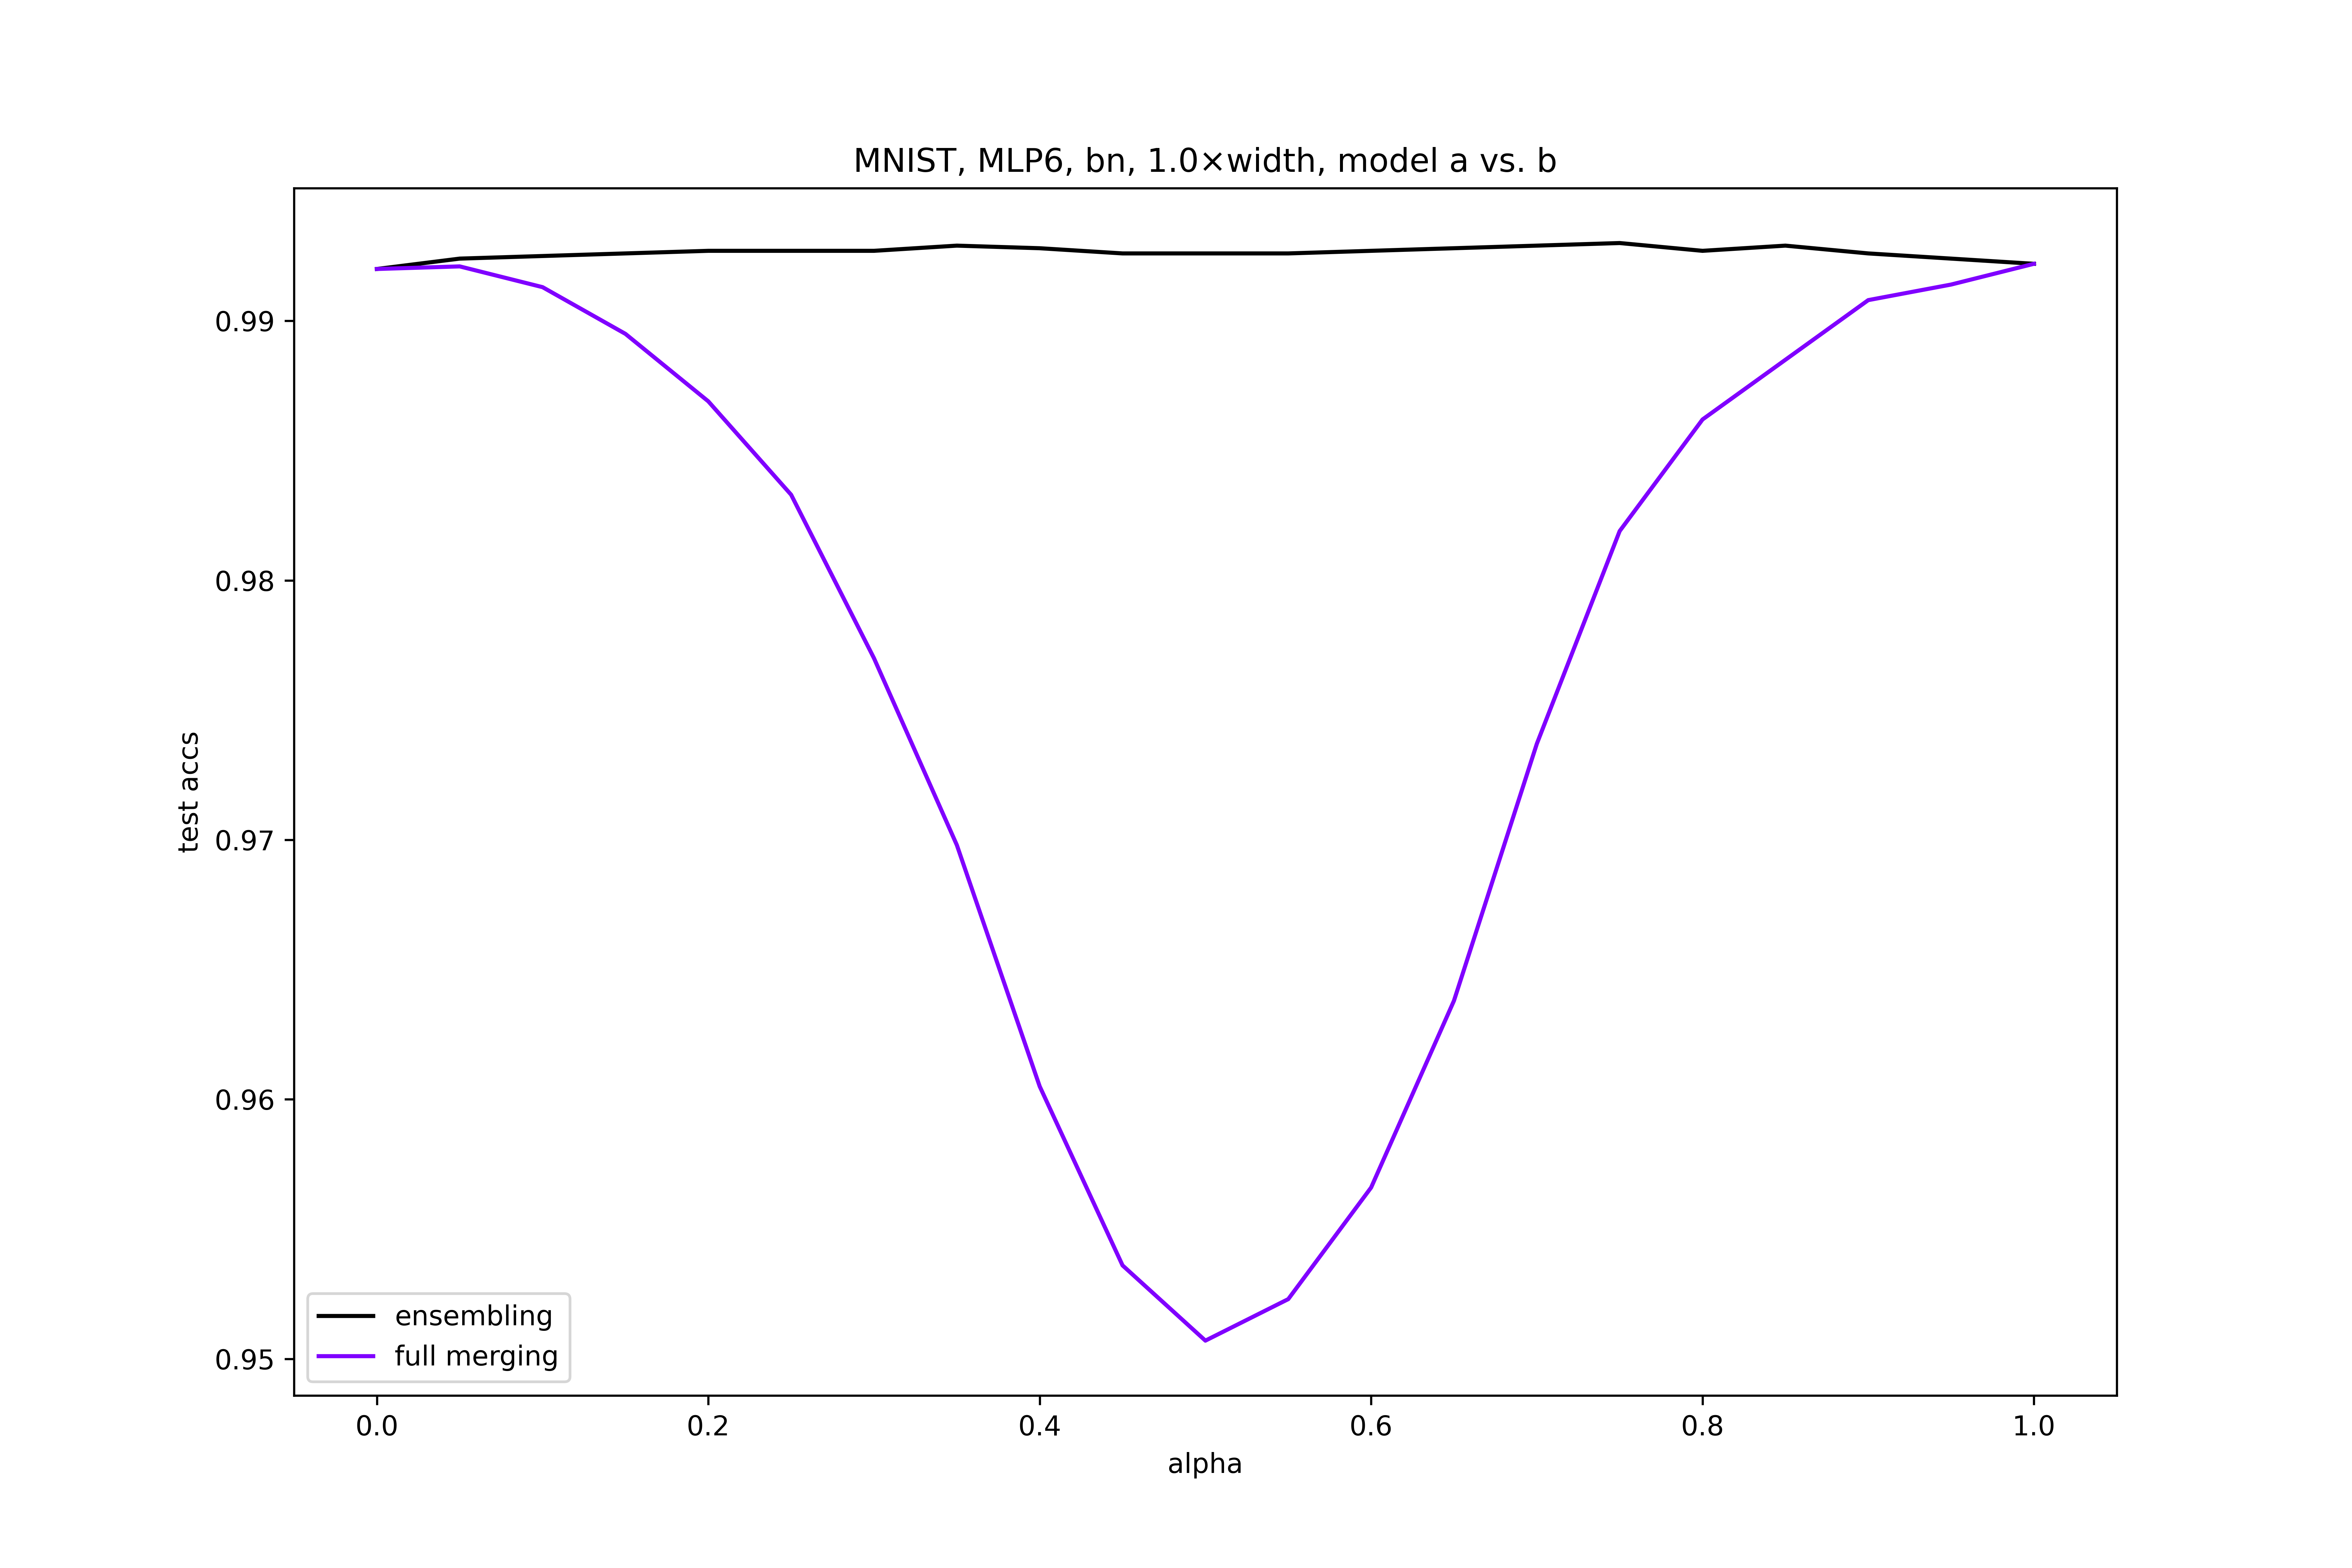 MNIST, MLP6, bn, 1.0×width, model a vs. b
test accs
0.99
0.98
0.97
0.96
0.95
ensembling
full merging
0.0 0.2 0.4 0.6 0.8 1.0
alpha